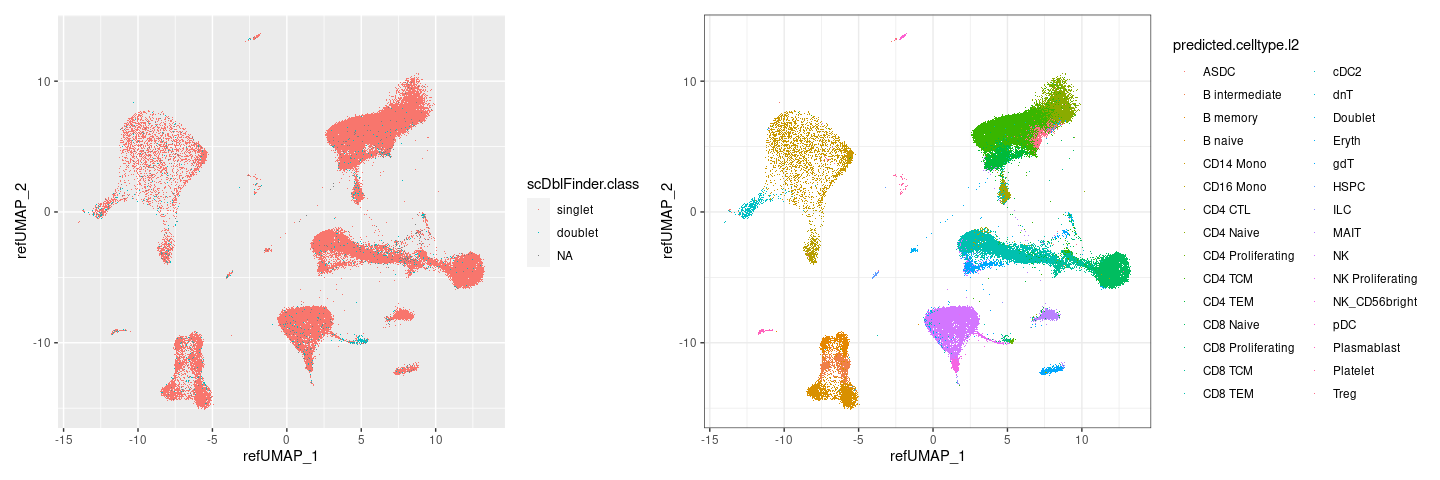 refUMAP_2
10
0
-10
-15
-10
-5
0
5
10
refUMAP_1
scDblFinder.class
singlet
doublet
NA
refUMAP_2
10
0
-10
-15
-10
-5
0
5
10
refUMAP_1
predicted.celltype.l2
ASDC
B intermediate
B memory
B naive
CD14 Mono
CD16 Mono
CD4 CTL
CD4 Naive
CD4 Proliferating
CD4 TCM
CD4 TEM
CD8 Naive
CD8 Proliferating
CD8 TCM
CD8 TEM
cDC2
dnT
Doublet
Eryth
gdT
HSPC
ILC
MAIT
NK
NK Proliferating
NK_CD56bright
pDC
Plasmablast
Platelet
Treg